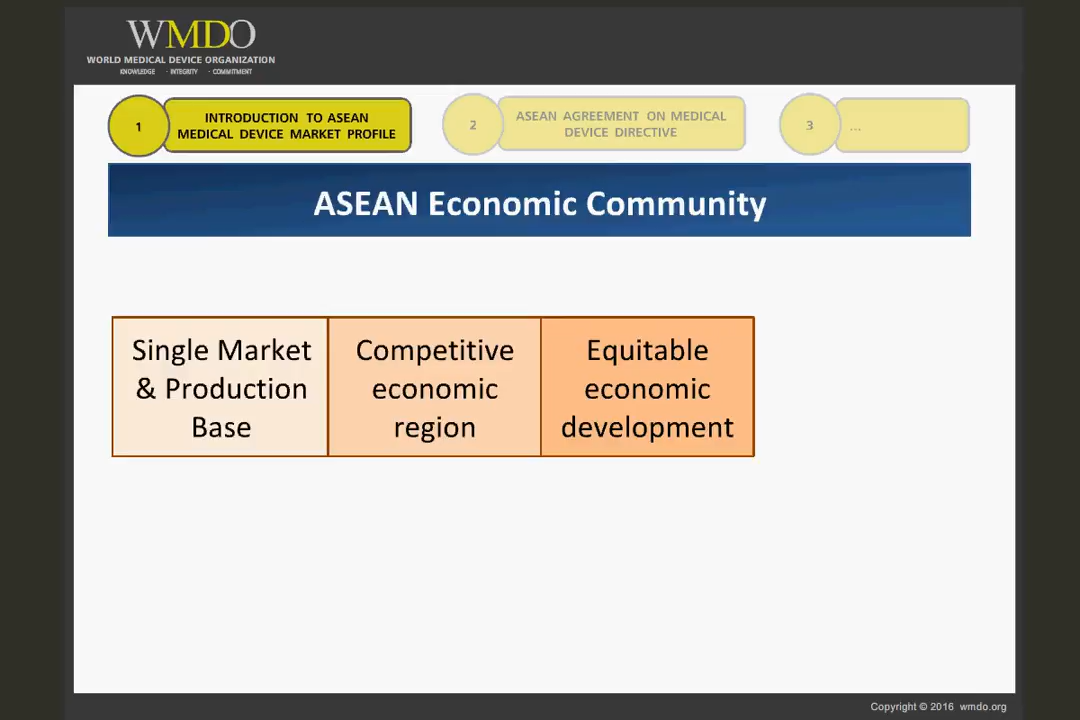 WMDO
WORLD MEDICAL DEVICE ORGANIZATION
KNOWLEDGE · INTEGRITY · COMMITMENT
1
INTRODUCTION TO ASEAN
MEDICAL DEVICE MARKET PROFILE
2
ASEAN AGREEMENT ON MEDICAL
DEVICE DIRECTIVE
3
...
ASEAN Economic Community
Single Market
& Production
Base
Competitive
economic
region
Equitable
economic
development
Copyright © 2016 wmdo.org